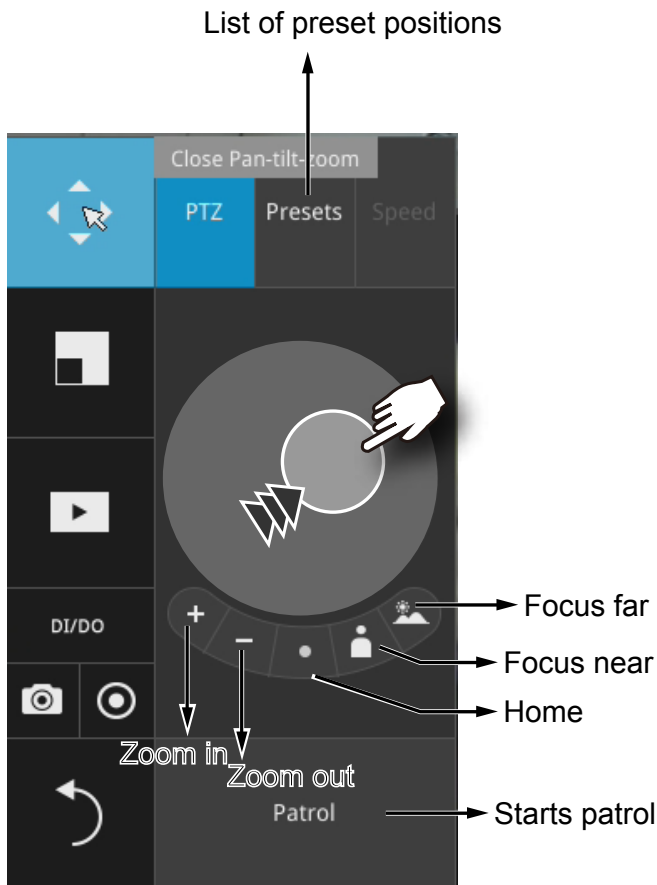 List of preset positions
Close Pan-tilt-zoom
PTZ
Presets
Speed
DI/DO
Focus far
Focus near
Home
Zoom in
Zoom out
Patrol
Starts patrol